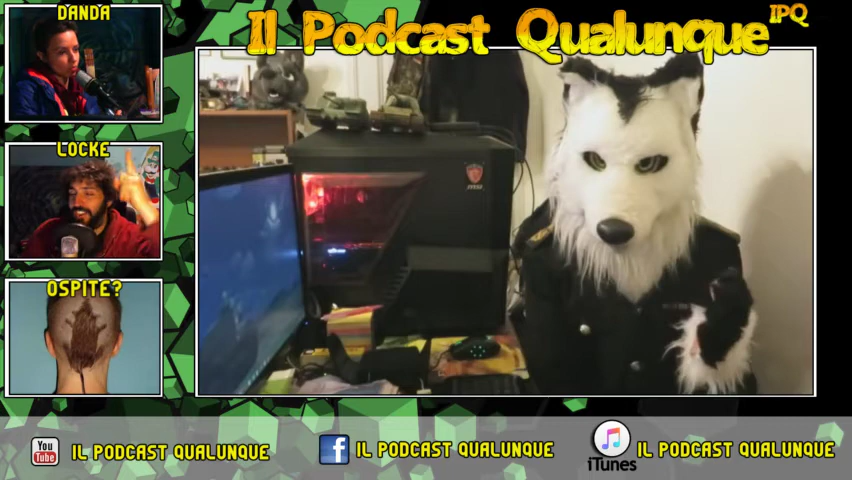 DANDA
Il Podcast Qualunque
IPQ
LOCKE
msi
OSPITE?
You
Tube
IL PODCAST QUALUNQUE
f
IL PODCAST QUALUNQUE
iTunes
IL PODCAST QUALUNQUE